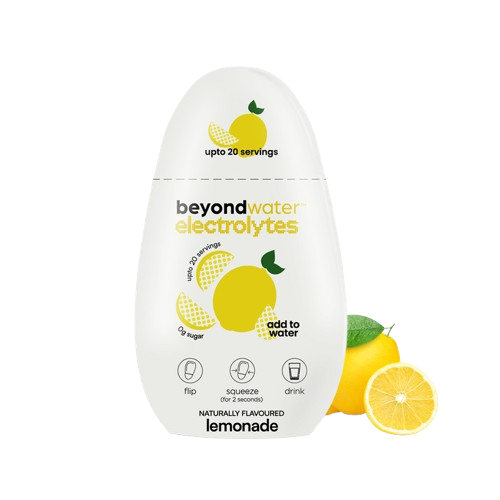 upto 20 servings
beyondwater™
electrolytes
upto 20 servings
0g sugar
add to
water
flip
squeeze
(for 2 seconds)
drink
NATURALLY FLAVOURED
lemonade